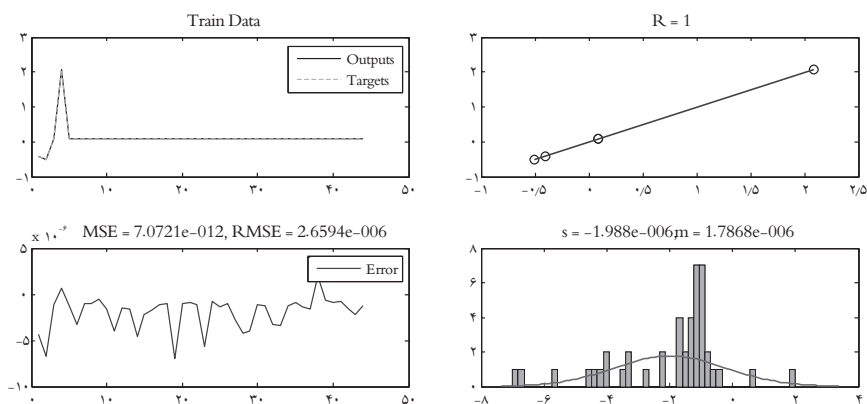 Train Data
۳
۲
۱
۰
-۱
Outputs
Targets
۰ ۱۰ ۲۰ ۳۰ ۴۰ ۵۰
R = 1
۳
۲
۱
۰
-۱
-۱ -۰/۵ ۰ ۰/۵ ۱ ۱/۵ ۲ ۲/۵
x ۱۰⁻۶ MSE = 7.0721e-012, RMSE = 2.6594e-006
۵
۰
-۵
-۱۰
Error
۰ ۱۰ ۲۰ ۳۰ ۴۰ ۵۰
s = -1.988e-006,m = 1.7868e-006
۸
۶
۴
۲
۰
-۸ -۶ -۴ -۲ ۰ ۲ ۴